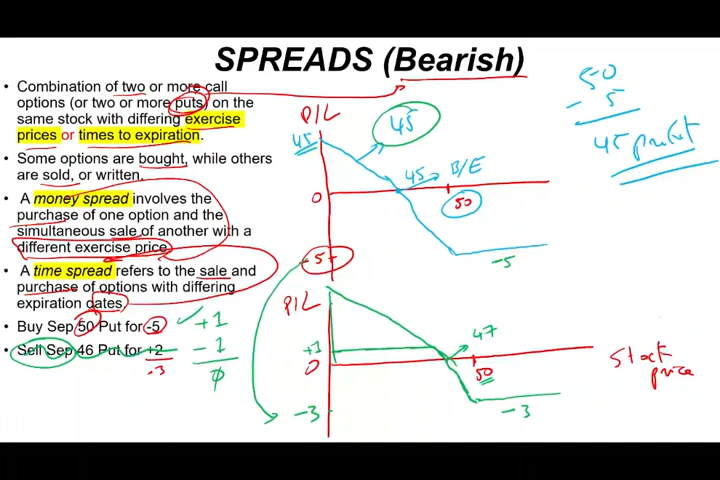 SPREADS (Bearish)
• Combination of two or more call
options (or two or more puts) on the
same stock with differing exercise
prices or times to expiration.
• Some options are bought, while others
are sold, or written.
• A money spread involves the
purchase of one option and the
simultaneous sale of another with a
different exercise price.
• A time spread refers to the sale and
purchase of options with differing
expiration dates.
• Buy Sep 50 Put for -5
• Sell Sep 46 Put for +2
-3
+1
-1
0
P/L
45
45
45 → B/E
0
50
-5
-5
50
- 5
45 profit
P/L
+1
0
47
50
-3
-3
Stock
price